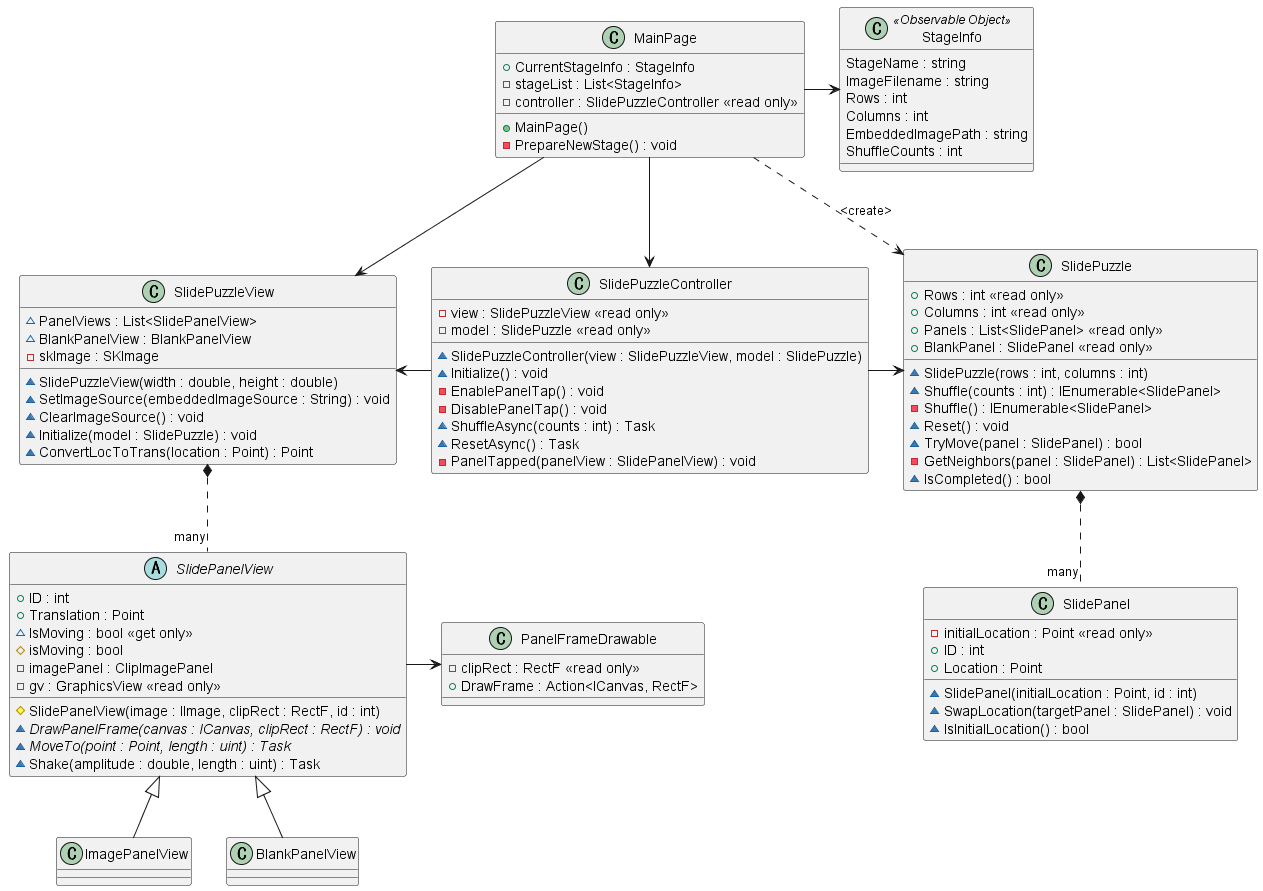 C MainPage
CurrentStageInfo : StageInfo
stageList : List<StageInfo>
controller : SlidePuzzleController «read only»
MainPage()
PrepareNewStage() : void
C «Observable Object»
StageInfo
StageName : string
ImageFilename : string
Rows : int
Columns : int
EmbeddedImagePath : string
ShuffleCounts : int
<create>
C SlidePuzzleView
PanelViews : List<SlidePanelView>
BlankPanelView : BlankPanelView
skImage : SKImage
SlidePuzzleView(width : double, height : double)
SetImageSource(embeddedImageSource : String) : void
ClearImageSource() : void
Initialize(model : SlidePuzzle) : void
ConvertLocToTrans(location : Point) : Point
C SlidePuzzleController
view : SlidePuzzleView «read only»
model : SlidePuzzle «read only»
SlidePuzzleController(view : SlidePuzzleView, model : SlidePuzzle)
Initialize() : void
EnablePanelTap() : void
DisablePanelTap() : void
ShuffleAsync(counts : int) : Task
ResetAsync() : Task
PanelTapped(panelView : SlidePanelView) : void
C SlidePuzzle
Rows : int «read only»
Columns : int «read only»
Panels : List<SlidePanel> «read only»
BlankPanel : SlidePanel «read only»
SlidePuzzle(rows : int, columns : int)
Shuffle(counts : int) : IEnumerable<SlidePanel>
Shuffle() : IEnumerable<SlidePanel>
Reset() : void
TryMove(panel : SlidePanel) : bool
GetNeighbors(panel : SlidePanel) : List<SlidePanel>
IsCompleted() : bool
many
many
A SlidePanelView
ID : int
Translation : Point
IsMoving : bool «get only»
isMoving : bool
imagePanel : ClipImagePanel
gv : GraphicsView «read only»
SlidePanelView(image : IImage, clipRect : RectF, id : int)
DrawPanelFrame(canvas : ICanvas, clipRect : RectF) : void
MoveTo(point : Point, length : uint) : Task
Shake(amplitude : double, length : uint) : Task
C PanelFrameDrawable
clipRect : RectF «read only»
DrawFrame : Action<ICanvas, RectF>
C SlidePanel
initialLocation : Point «read only»
ID : int
Location : Point
SlidePanel(initialLocation : Point, id : int)
SwapLocation(targetPanel : SlidePanel) : void
IsInitialLocation() : bool
C ImagePanelView
C BlankPanelView